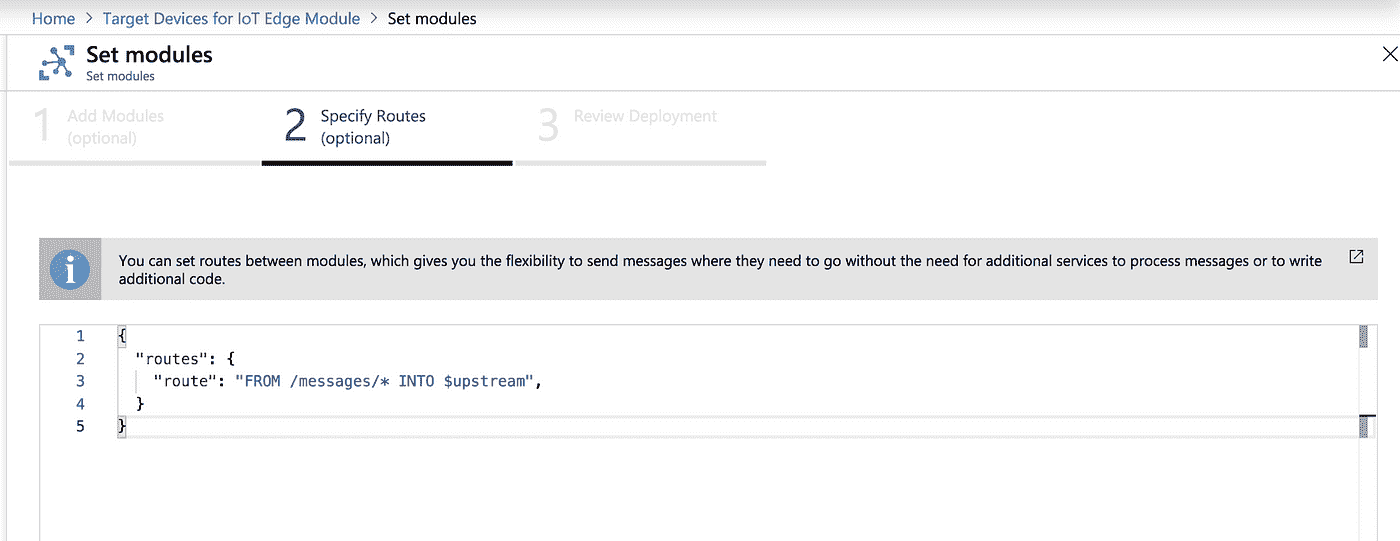 Home > Target Devices for IoT Edge Module > Set modules
Set modules
Set modules
1 Add Modules
(optional)
2 Specify Routes
(optional)
3 Review Deployment
You can set routes between modules, which gives you the flexibility to send messages where they need to go without the need for additional services to process messages or to write
additional code.
1 {
2 "routes": {
3 "route": "FROM /messages/* INTO $upstream",
4 }
5 }